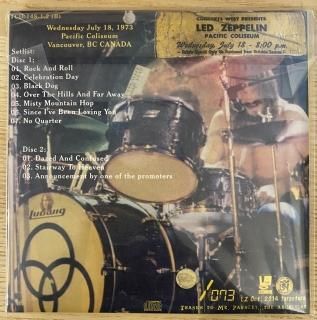 Wednesday July 18, 1973
Pacific Coliseum
Vancouver, BC CANADA
CONCERTS WEST PRESENTS
LED ZEPPELIN
PACIFIC COLISEUM
Wednesday, July 18 - 8:00 p.m.
Setlist:
Disc 1:
01. Rock And Roll
02. Celebration Day
03. Black Dog
04. Over The Hills And Far Away
05. Misty Mountain Hop
06. Since I've Been Loving You
07. No Quarter
Disc 2:
01. Dazed And Confused
02. Stairway To Heaven
03. Announcement by one of the promoters
Ludwig
/073